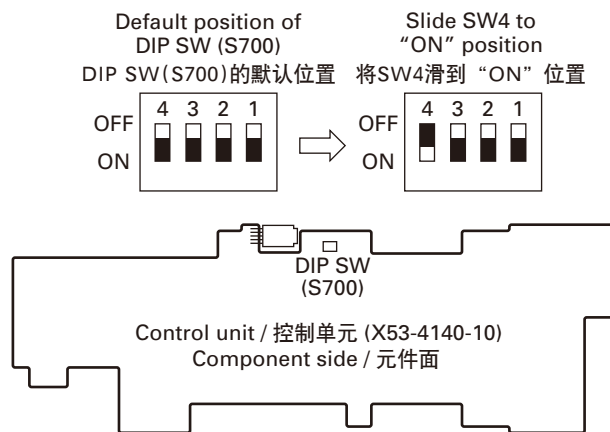 Default position of
DIP SW (S700)
DIP SW(S700)的默认位置
4 3 2 1
OFF
ON
Slide SW4 to
“ON” position
将SW4滑到“ON”位置
4 3 2 1
OFF
ON
DIP SW
(S700)
Control unit / 控制单元 (X53-4140-10)
Component side / 元件面